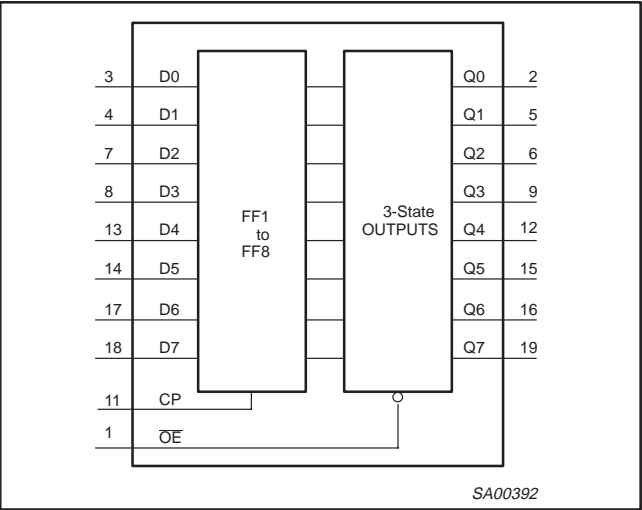 3 D0 Q0 2
4 D1 Q1 5
7 D2 Q2 6
8 D3 Q3 9
FF1
to
FF8
3-State
OUTPUTS
13 D4 Q4 12
14 D5 Q5 15
17 D6 Q6 16
18 D7 Q7 19
11 CP
1 O̅E̅
SA00392